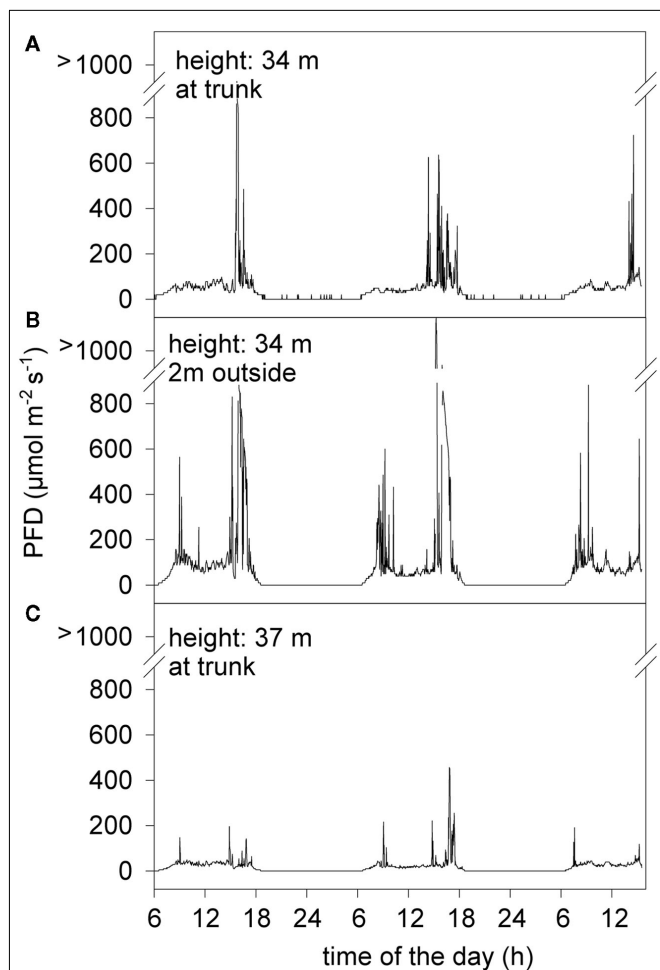 A
> 1000
height: 34 m
at trunk
800
600
400
200
0
B
> 1000
height: 34 m
2m outside
800
600
400
200
0
PFD (µmol m⁻² s⁻¹)
C
> 1000
height: 37 m
at trunk
800
600
400
200
0
6 12 18 24 6 12 18 24 6 12
time of the day (h)